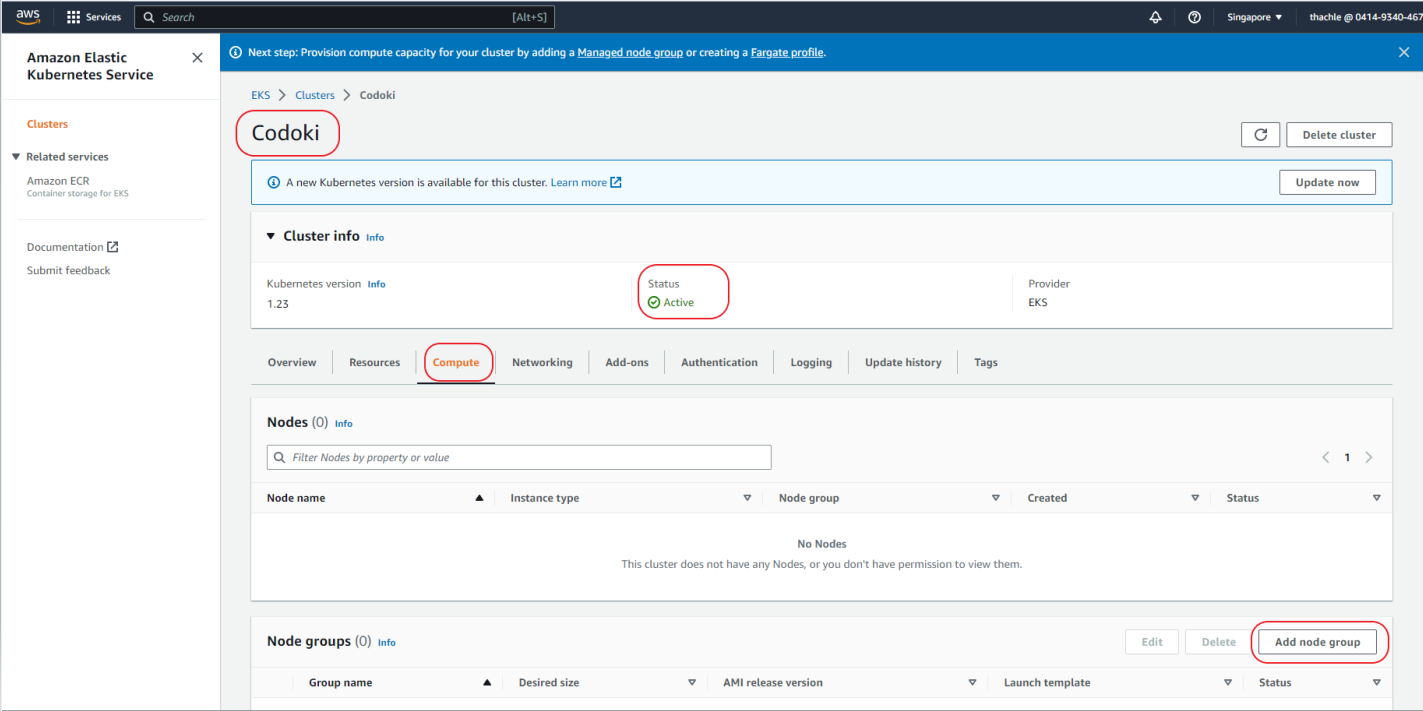 aws Services Search [Alt+S] Singapore ▼ thachle @ 0414-9340-467
Amazon Elastic
Kubernetes Service
Clusters
Related services
Amazon ECR
Container storage for EKS
Documentation
Submit feedback
Next step: Provision compute capacity for your cluster by adding a Managed node group or creating a Fargate profile.
EKS > Clusters > Codoki
Codoki
Delete cluster
A new Kubernetes version is available for this cluster. Learn more
Update now
Cluster info Info
Kubernetes version Info
1.23
Status
Active
Provider
EKS
Overview Resources Compute Networking Add-ons Authentication Logging Update history Tags
Nodes (0) Info
Filter Nodes by property or value
1
Node name Instance type Node group Created Status
No Nodes
This cluster does not have any Nodes, or you don't have permission to view them.
Node groups (0) Info
Edit Delete Add node group
Group name Desired size AMI release version Launch template Status